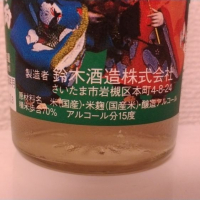 製造者 鈴木酒造株式会社
さいたま市岩槻区本町4-8-24
原材料名 米(国産)・米麹(国産米)・醸造アルコール
精米歩合70% アルコール分15度